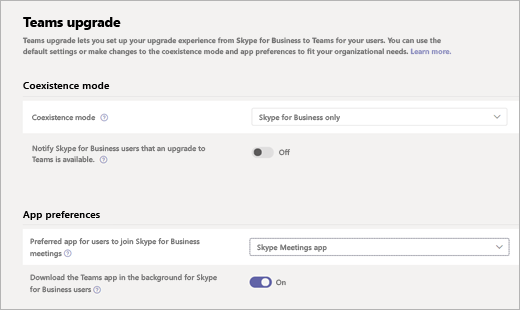 Teams upgrade
Teams upgrade lets you set up your upgrade experience from Skype for Business to Teams for your users. You can use the
default settings or make changes to the coexistence mode and app preferences to fit your organizational needs. Learn more.
Coexistence mode
Coexistence mode ?
Skype for Business only
Notify Skype for Business users that an upgrade to
Teams is available. ?
Off
App preferences
Preferred app for users to join Skype for Business
meetings ?
Skype Meetings app
Download the Teams app in the background for Skype
for Business users ?
On